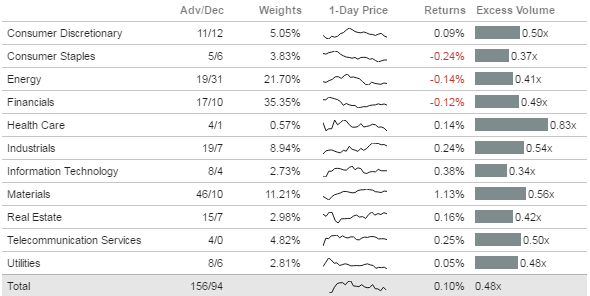 Adv/Dec Weights 1-Day Price Returns Excess Volume
Consumer Discretionary 11/12 5.05% 0.09% 0.50x
Consumer Staples 5/6 3.83% -0.24% 0.37x
Energy 19/31 21.70% -0.14% 0.41x
Financials 17/10 35.35% -0.12% 0.49x
Health Care 4/1 0.57% 0.14% 0.83x
Industrials 19/7 8.94% 0.24% 0.54x
Information Technology 8/4 2.73% 0.38% 0.34x
Materials 46/10 11.21% 1.13% 0.56x
Real Estate 15/7 2.98% 0.16% 0.42x
Telecommunication Services 4/0 4.82% 0.25% 0.50x
Utilities 8/6 2.81% 0.05% 0.48x
Total 156/94 0.10% 0.48x